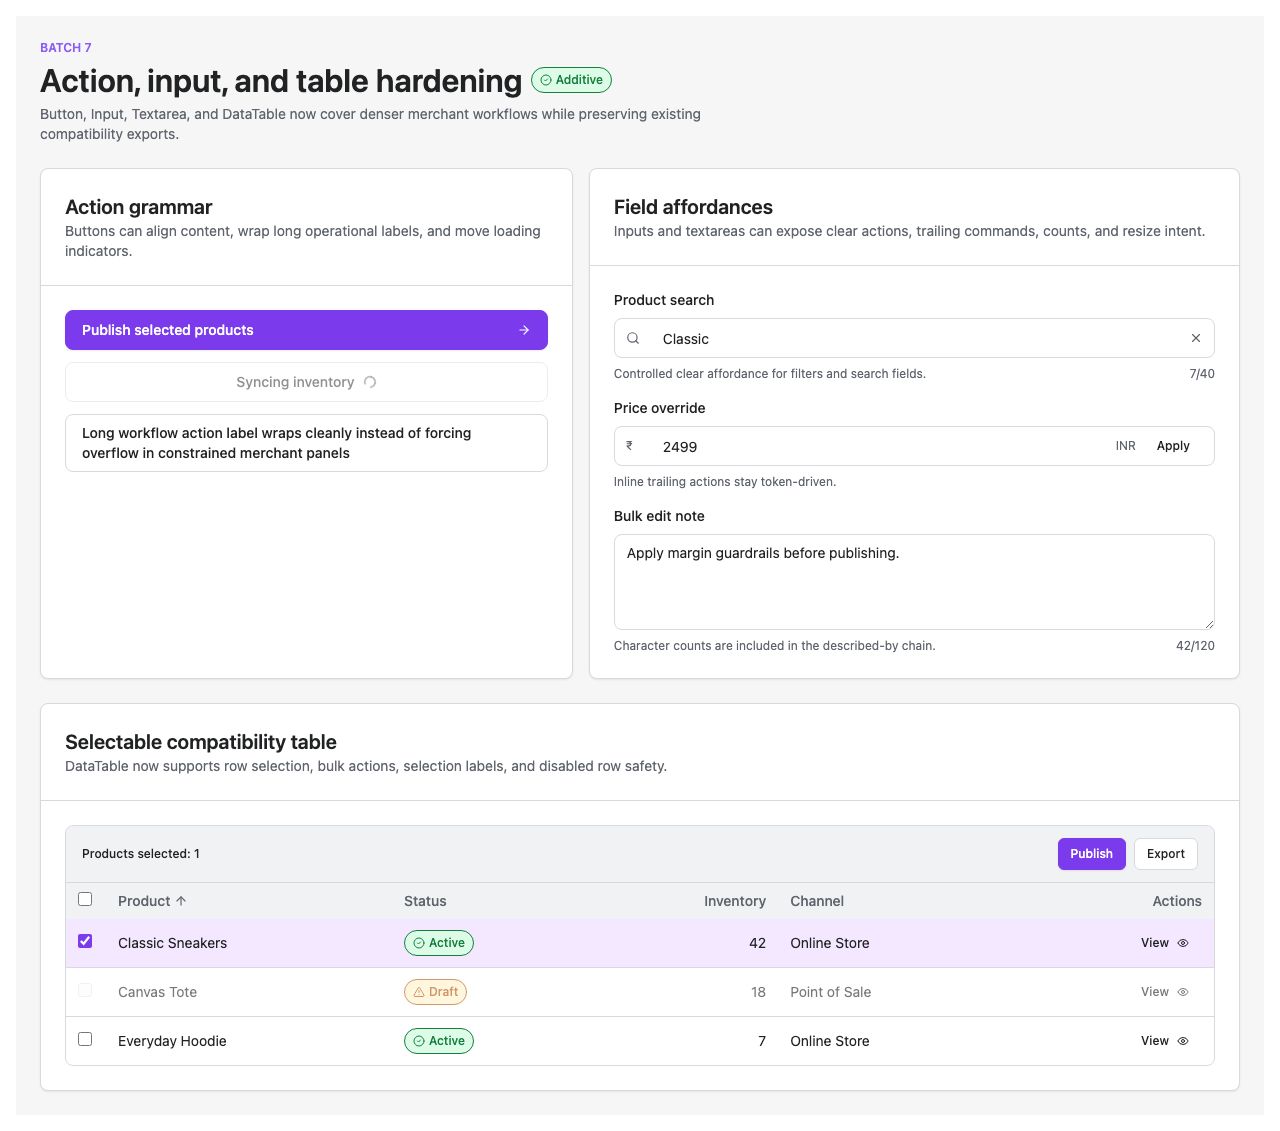 BATCH 7
Action, input, and table hardening
Additive
Button, Input, Textarea, and DataTable now cover denser merchant workflows while preserving existing
compatibility exports.
Action grammar
Buttons can align content, wrap long operational labels, and move loading
indicators.
Publish selected products
Syncing inventory
Long workflow action label wraps cleanly instead of forcing
overflow in constrained merchant panels
Field affordances
Inputs and textareas can expose clear actions, trailing commands, counts, and resize intent.
Product search
Classic
Controlled clear affordance for filters and search fields. 7/40
Price override
₹ 2499 INR Apply
Inline trailing actions stay token-driven.
Bulk edit note
Apply margin guardrails before publishing.
Character counts are included in the described-by chain. 42/120
Selectable compatibility table
DataTable now supports row selection, bulk actions, selection labels, and disabled row safety.
Products selected: 1 Publish Export
Product Status Inventory Channel Actions
Classic Sneakers Active 42 Online Store View
Canvas Tote Draft 18 Point of Sale View
Everyday Hoodie Active 7 Online Store View